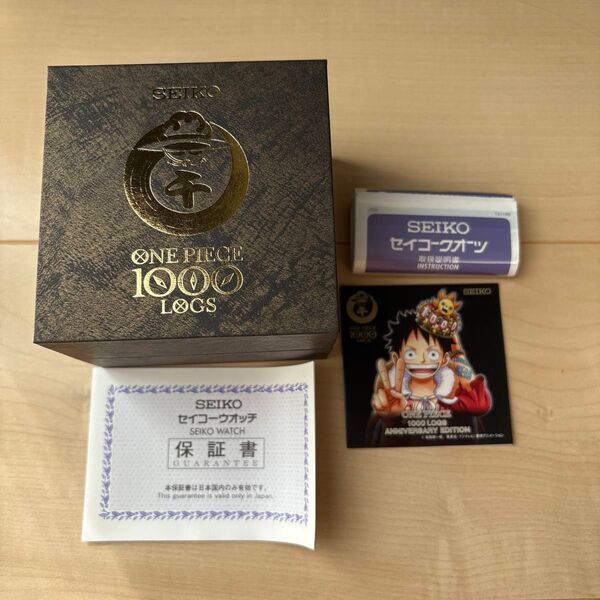 SEIKO
千
ONE PIECE
1000
LOGS
SEIKO
セイコークオーツ
取扱説明書
INSTRUCTION
SEIKO
ONE PIECE
1000 LOGS
ANNIVERSARY EDITION
SEIKO
セイコーウオッチ
SEIKO WATCH
保証書
GUARANTEE
本保証書は日本国内のみ有効です。
This guarantee is valid only in Japan.